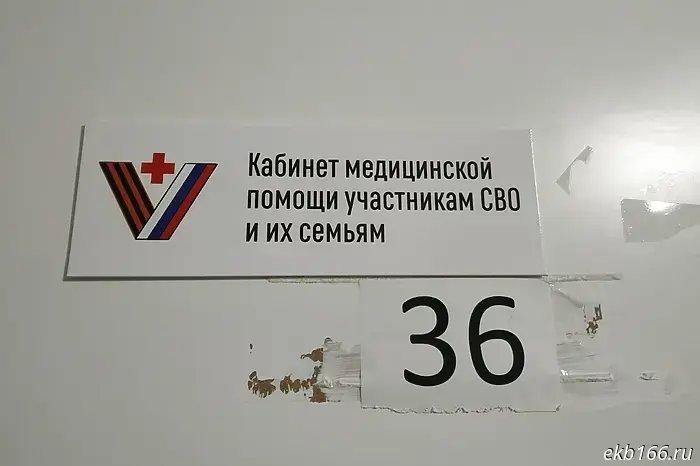 Кабинет медицинской
помощи участникам СВО
и их семьям
36
ekb166.ru